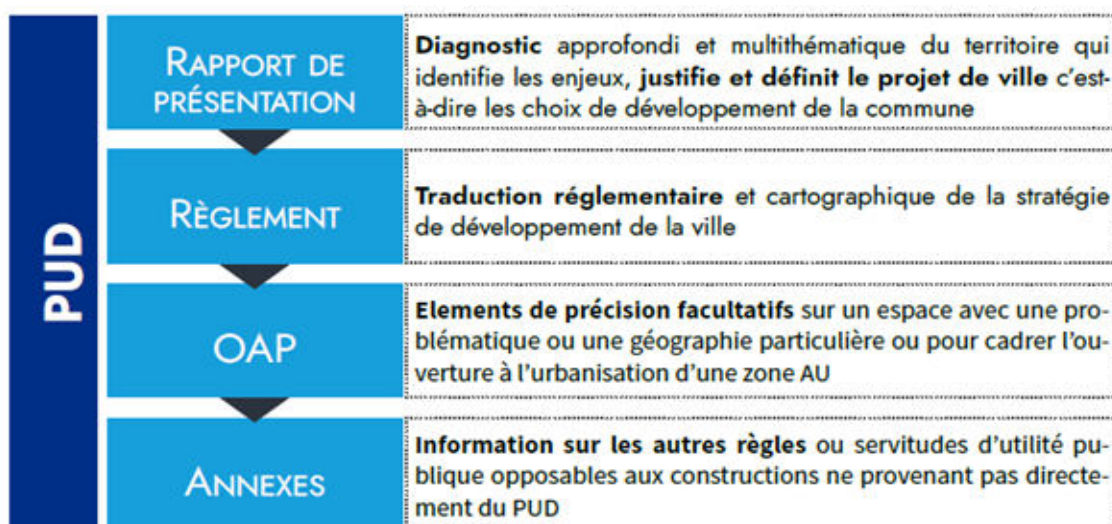 PUD
RAPPORT DE
PRÉSENTATION
Diagnostic approfondi et multithématique du territoire qui
identifie les enjeux, justifie et définit le projet de ville c'est-
à-dire les choix de développement de la commune
RÈGLEMENT
Traduction réglementaire et cartographique de la stratégie
de développement de la ville
OAP
Elements de précision facultatifs sur un espace avec une pro-
blématique ou une géographie particulière ou pour cadrer l'ou-
verture à l'urbanisation d'une zone AU
ANNEXES
Information sur les autres règles ou servitudes d'utilité pu-
blique opposables aux constructions ne provenant pas directe-
ment du PUD